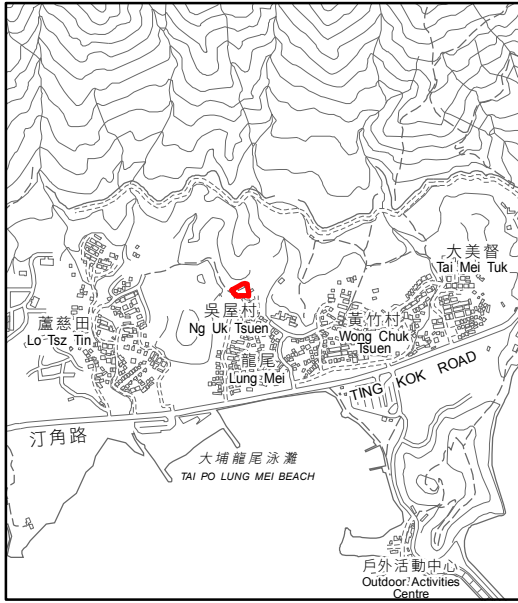 大美督
Tai Mei Tuk
吳屋村
Ng Uk Tsuen
黃竹村
Wong Chuk
Tsuen
蘆慈田
Lo Tsz Tin
龍尾
Lung Mei
TING KOK ROAD
汀角路
大埔龍尾泳灘
TAI PO LUNG MEI BEACH
戶外活動中心
Outdoor Activities
Centre